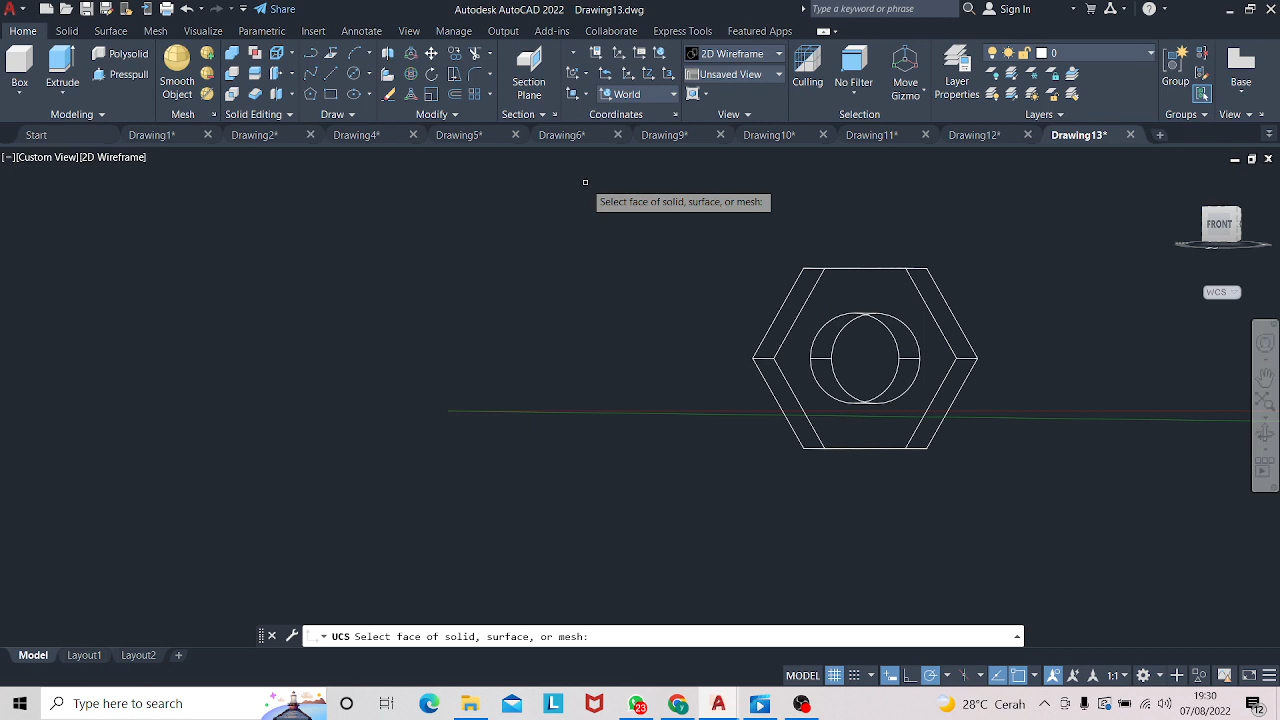 Share
Autodesk AutoCAD 2022 Drawing13.dwg
Type a keyword or phrase
Sign In
Home Solid Surface Mesh Visualize Parametric Insert Annotate View Manage Output Add-ins Collaborate Express Tools Featured Apps
Polysolid
Presspull
Box
Extrude
Smooth
Object
Section
Plane
World
2D Wireframe
Unsaved View
Culling
No Filter
Move
Gizmo
Layer
Properties
0
Group
Base
Modeling
Solid Editing
Draw
Modify
Section
Coordinates
View
Selection
Layers
Groups
Start Drawing1* Drawing2* Drawing4* Drawing5* Drawing6* Drawing9* Drawing10* Drawing11* Drawing12* Drawing13*
[−][Custom View][2D Wireframe]
Select face of solid, surface, or mesh:
FRONT
WCS
UCS Select face of solid, surface, or mesh:
Model Layout1 Layout2
MODEL
1:1
Type here to search
23
28°C Cerah
19:30
07/08/2022
12